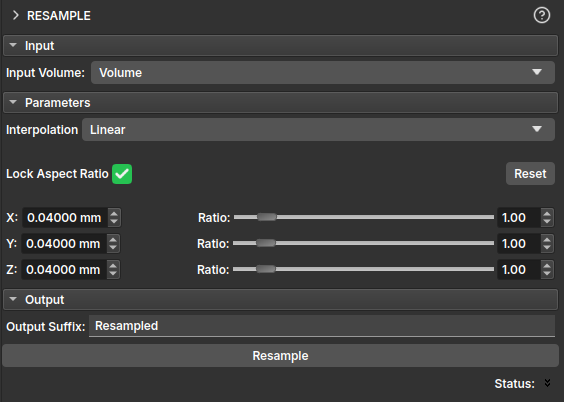 RESAMPLE ?
Input
Input Volume: Volume
Parameters
Interpolation Linear
Lock Aspect Ratio Reset
X: 0.04000 mm Ratio: 1.00
Y: 0.04000 mm Ratio: 1.00
Z: 0.04000 mm Ratio: 1.00
Output
Output Suffix: Resampled
Resample
Status: